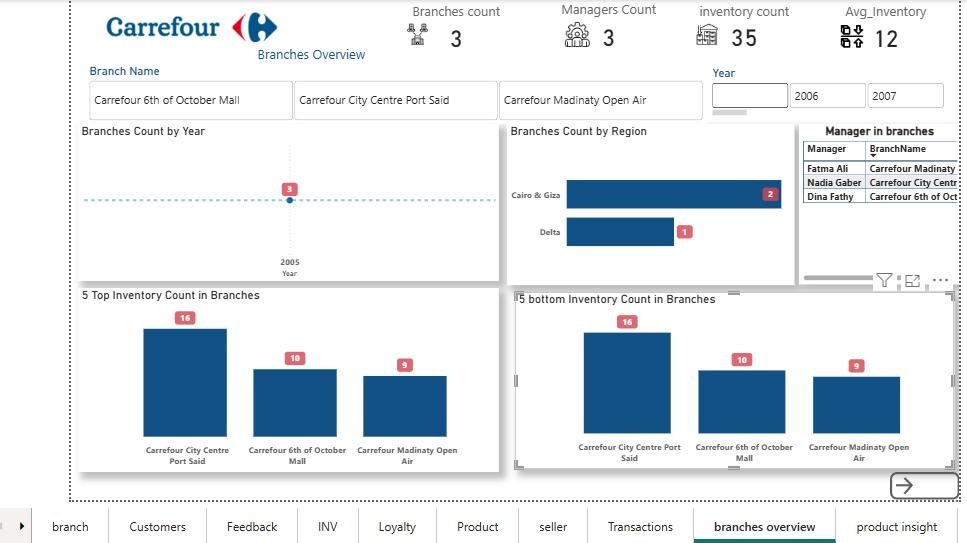 Carrefour
Branches Overview
Branches count
3
Managers Count
3
inventory count
35
Avg_Inventory
12
Branch Name
Carrefour 6th of October Mall
Carrefour City Centre Port Said
Carrefour Madinaty Open Air
Year
2006
2007
Branches Count by Year
3
2005
Year
Branches Count by Region
Cairo & Giza
2
Delta
1
Manager in branches
Manager BranchName
Fatma Ali Carrefour Madinaty
Nadia Gaber Carrefour City Centr
Dina Fathy Carrefour 6th of Oct
5 Top Inventory Count in Branches
16
10
9
Carrefour City Centre
Port Said
Carrefour 6th of October
Mall
Carrefour Madinaty Open
Air
5 bottom Inventory Count in Branches
16
10
9
Carrefour City Centre Port
Said
Carrefour 6th of October
Mall
Carrefour Madinaty Open
Air
branch
Customers
Feedback
INV
Loyalty
Product
seller
Transactions
branches overview
product insight